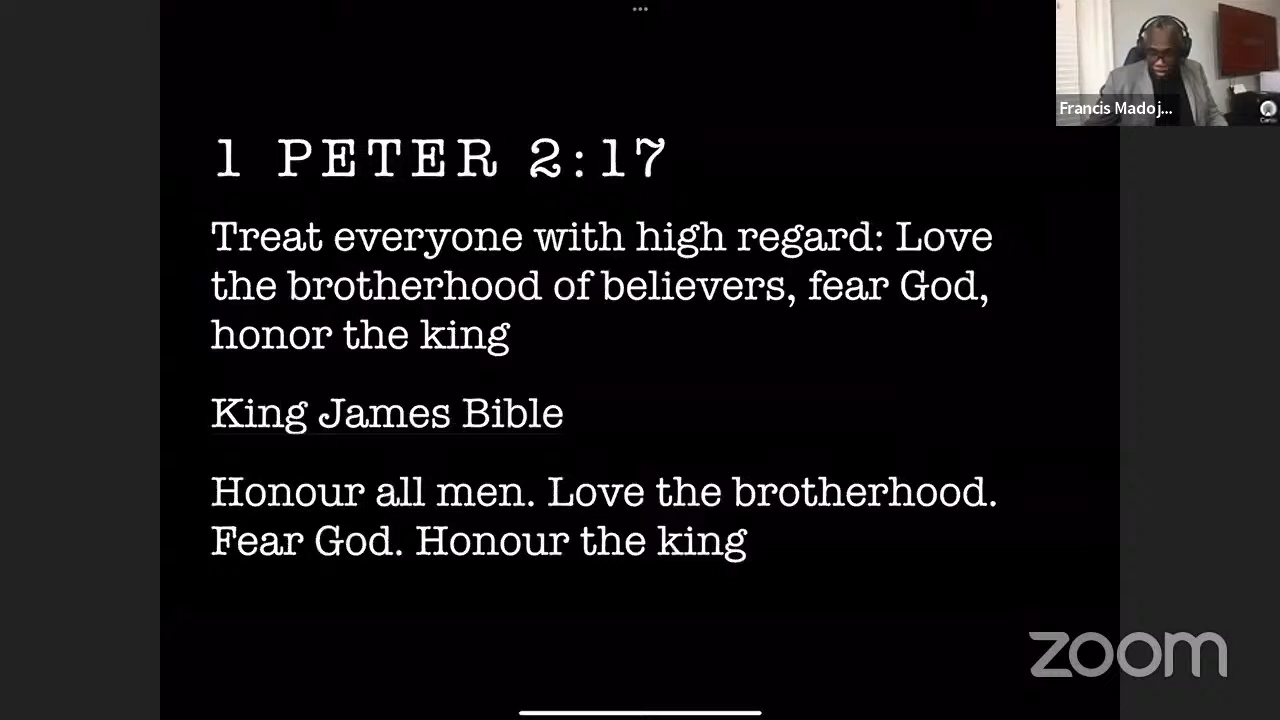 Francis Madoj...
1 PETER 2:17
Treat everyone with high regard: Love
the brotherhood of believers, fear God,
honor the king
King James Bible
Honour all men. Love the brotherhood.
Fear God. Honour the king
zoom